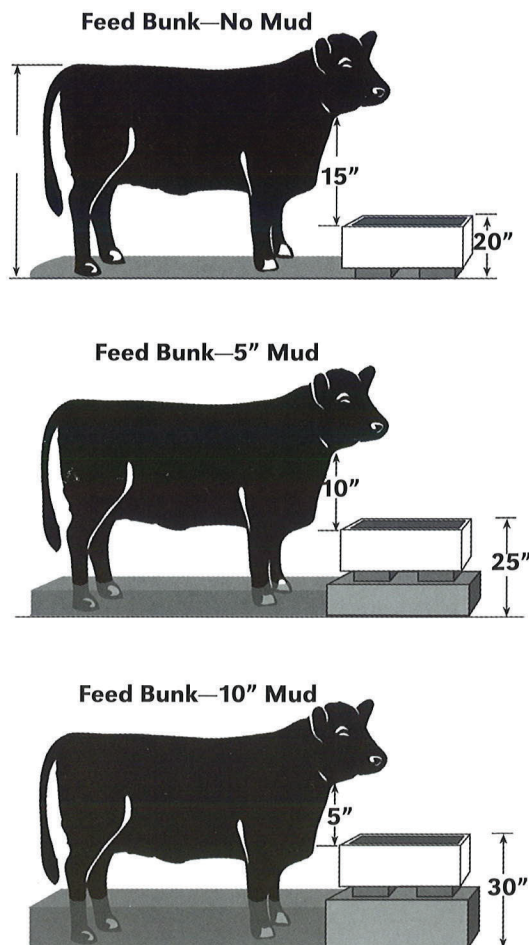 Feed Bunk—No Mud
15”
20”
Feed Bunk—5” Mud
10”
25”
Feed Bunk—10” Mud
5”
30”